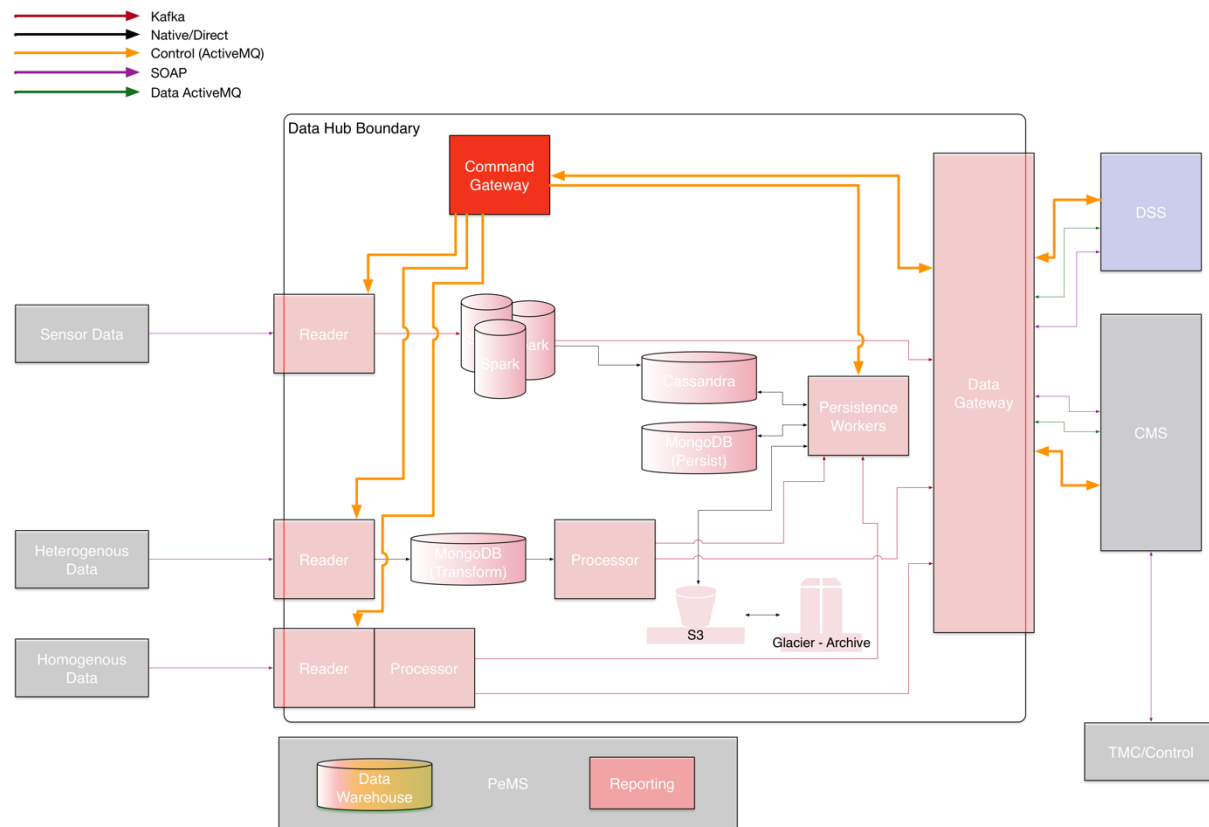 Kafka
Native/Direct
Control (ActiveMQ)
SOAP
Data ActiveMQ
Data Hub Boundary
Command
Gateway
DSS
Sensor Data
Reader
Spark
ark
Cassandra
Persistence
Workers
Data
Gateway
MongoDB
(Persist)
CMS
Heterogenous
Data
Reader
MongoDB
(Transform)
Processor
S3
Glacier - Archive
Homogenous
Data
Reader
Processor
TMC/Control
Data
Warehouse
PeMS
Reporting